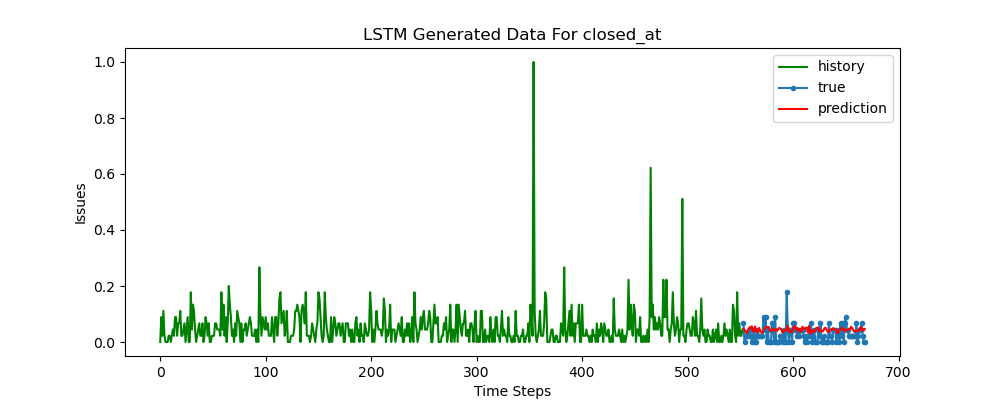 LSTM Generated Data For closed_at
history
true
prediction
Issues
1.0
0.8
0.6
0.4
0.2
0.0
0 100 200 300 400 500 600 700
Time Steps